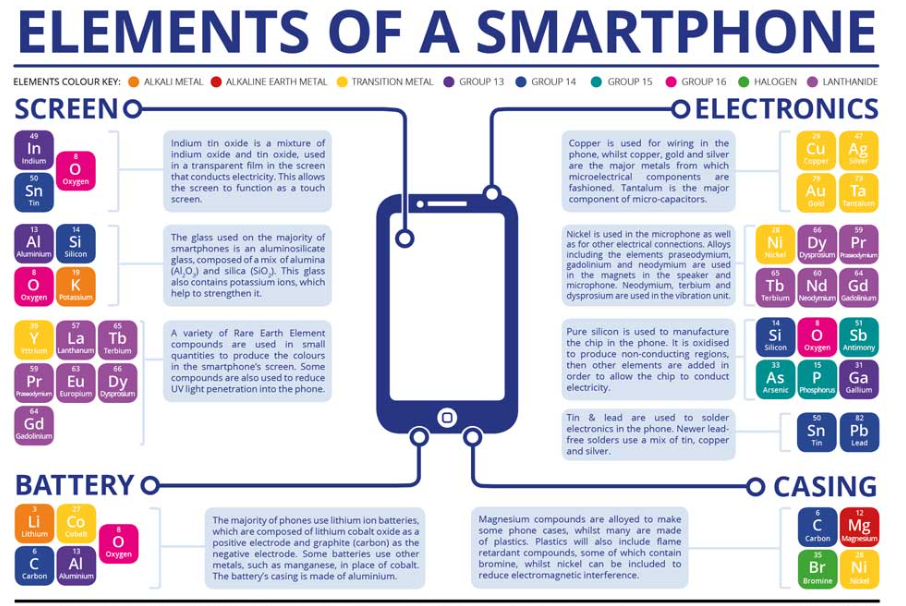 ELEMENTS OF A SMARTPHONE
ELEMENTS COLOUR KEY: ALKALI METAL ALKALINE EARTH METAL TRANSITION METAL GROUP 13 GROUP 14 GROUP 15 GROUP 16 HALOGEN LANTHANIDE
SCREEN
49
In
Indium
8
O
Oxygen
50
Sn
Tin
Indium tin oxide is a mixture of
indium oxide and tin oxide, used
in a transparent film in the screen
that conducts electricity. This allows
the screen to function as a touch
screen.
13
Al
Aluminium
14
Si
Silicon
8
O
Oxygen
19
K
Potassium
The glass used on the majority of
smartphones is an aluminosilicate
glass, composed of a mix of alumina
(Al₂O₃) and silica (SiO₂). This glass
also contains potassium ions, which
help to strengthen it.
39
Y
Yttrium
57
La
Lanthanum
65
Tb
Terbium
59
Pr
Praseodymium
63
Eu
Europium
66
Dy
Dysprosium
64
Gd
Gadolinium
A variety of Rare Earth Element
compounds are used in small
quantities to produce the colours
in the smartphone's screen. Some
compounds are also used to reduce
UV light penetration into the phone.
ELECTRONICS
Copper is used for wiring in the
phone, whilst copper, gold and silver
are the major metals from which
microelectrical components are
fashioned. Tantalum is the major
component of micro-capacitors.
29
Cu
Copper
47
Ag
Silver
79
Au
Gold
73
Ta
Tantalum
Nickel is used in the microphone as well
as for other electrical connections. Alloys
including the elements praseodymium,
gadolinium and neodymium are used
in the magnets in the speaker and
microphone. Neodymium, terbium and
dysprosium are used in the vibration unit.
28
Ni
Nickel
66
Dy
Dysprosium
59
Pr
Praseodymium
65
Tb
Terbium
60
Nd
Neodymium
64
Gd
Gadolinium
Pure silicon is used to manufacture
the chip in the phone. It is oxidised
to produce non-conducting regions,
then other elements are added in
order to allow the chip to conduct
electricity.
14
Si
Silicon
8
O
Oxygen
51
Sb
Antimony
33
As
Arsenic
15
P
Phosphorus
31
Ga
Gallium
Tin & lead are used to solder
electronics in the phone. Newer lead-
free solders use a mix of tin, copper
and silver.
50
Sn
Tin
82
Pb
Lead
BATTERY
3
Li
Lithium
27
Co
Cobalt
8
O
Oxygen
6
C
Carbon
13
Al
Aluminium
The majority of phones use lithium ion batteries,
which are composed of lithium cobalt oxide as a
positive electrode and graphite (carbon) as the
negative electrode. Some batteries use other
metals, such as manganese, in place of cobalt.
The battery's casing is made of aluminium.
CASING
Magnesium compounds are alloyed to make
some phone cases, whilst many are made
of plastics. Plastics will also include flame
retardant compounds, some of which contain
bromine, whilst nickel can be included to
reduce electromagnetic interference.
6
C
Carbon
12
Mg
Magnesium
35
Br
Bromine
28
Ni
Nickel